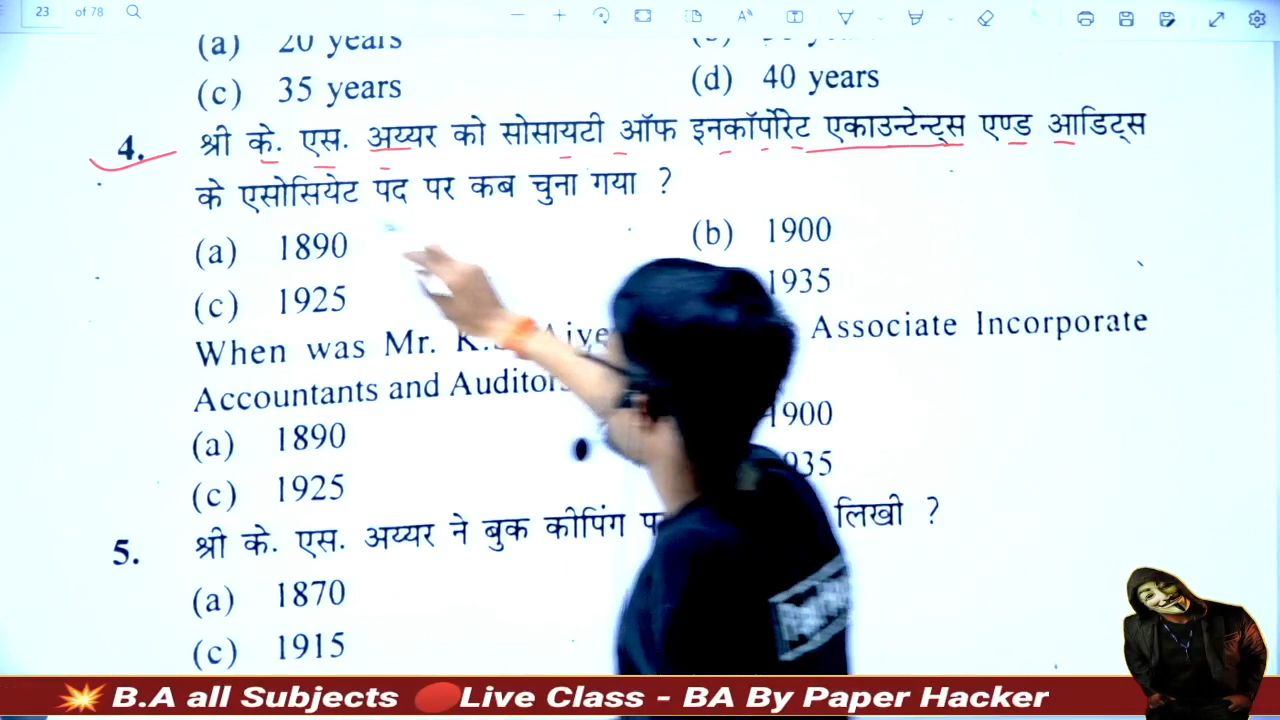 23 of 78
(a) 20 years
(c) 35 years (d) 40 years
4. श्री के. एस. अय्यर को सोसायटी ऑफ इनकॉर्पोरेट एकाउन्टेन्ट्स एण्ड आडिट्स
के एसोसियेट पद पर कब चुना गया ?
(a) 1890 (b) 1900
(c) 1925 1935
When was Mr. Associate Incorporate
Accountants and Auditors
(a) 1890 1900
(c) 1925 935
5. श्री के. एस. अय्यर ने बुक कीपिंग लिखी ?
(a) 1870
(c) 1915
B.A all Subjects Live Class - BA By Paper Hacker